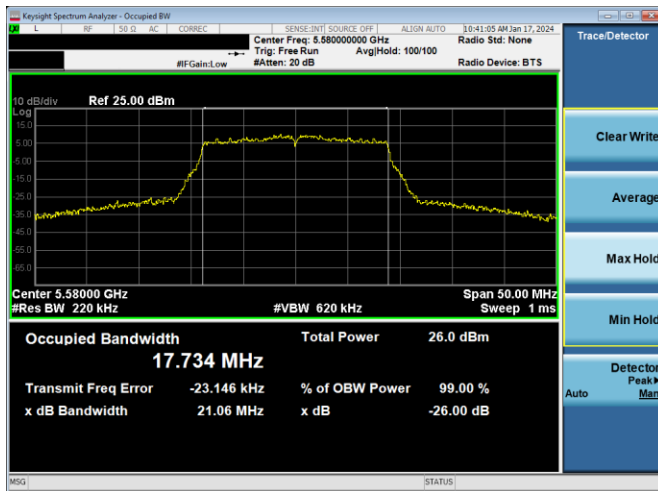 Keysight Spectrum Analyzer - Occupied BW
L RF 50 Ω AC CORREC SENSE:INT SOURCE OFF ALIGN AUTO 10:41:05 AM Jan 17, 2024
Center Freq: 5.580000000 GHz Radio Std: None
Trig: Free Run Avg|Hold: 100/100
#IFGain:Low #Atten: 20 dB Radio Device: BTS
Trace/Detector
10 dB/div Ref 25.00 dBm
Log
15.0
5.00
-5.00
-15.0
-25.0
-35.0
-45.0
-55.0
-65.0
Center 5.58000 GHz Span 50.00 MHz
#Res BW 220 kHz #VBW 620 kHz Sweep 1 ms
Occupied Bandwidth Total Power 26.0 dBm
17.734 MHz
Transmit Freq Error -23.146 kHz % of OBW Power 99.00 %
x dB Bandwidth 21.06 MHz x dB -26.00 dB
Clear Write
Average
Max Hold
Min Hold
Detector
Peak▶
Auto Man
MSG STATUS